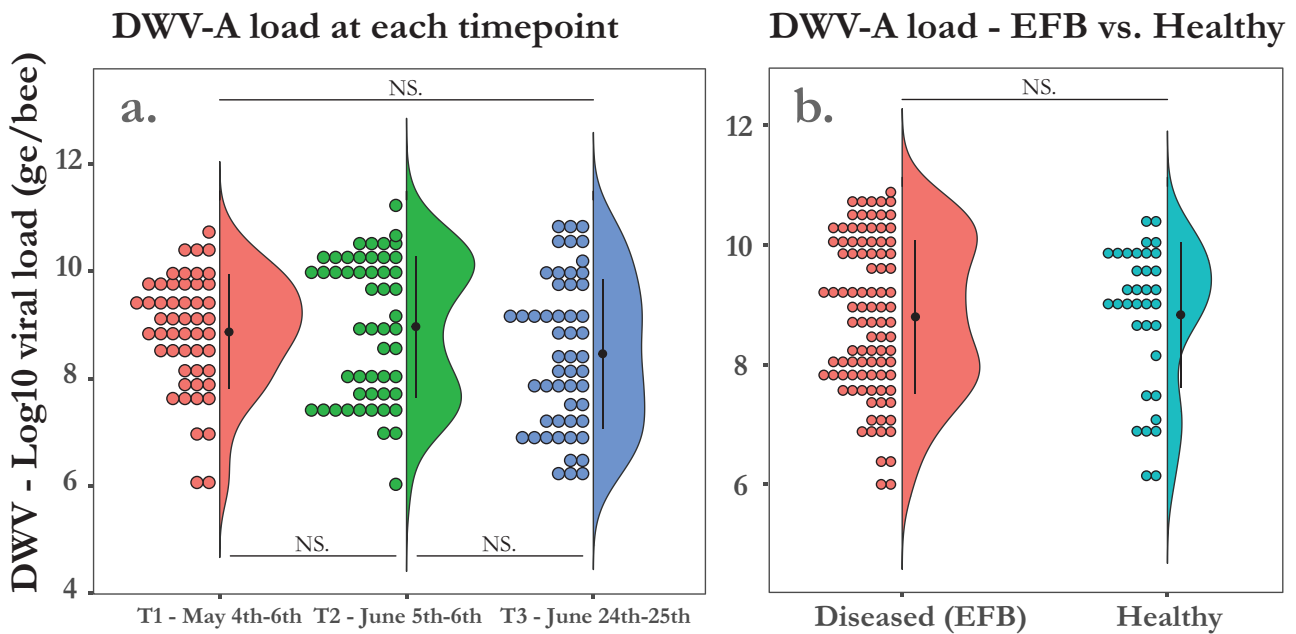 DWV-A load at each timepoint
DWV - Log10 viral load (ge/bee)
a.
NS.
12
10
8
6
4
NS.
NS.
T1 - May 4th-6th
T2 - June 5th-6th
T3 - June 24th-25th
DWV-A load - EFB vs. Healthy
b.
NS.
12
10
8
6
Diseased (EFB)
Healthy